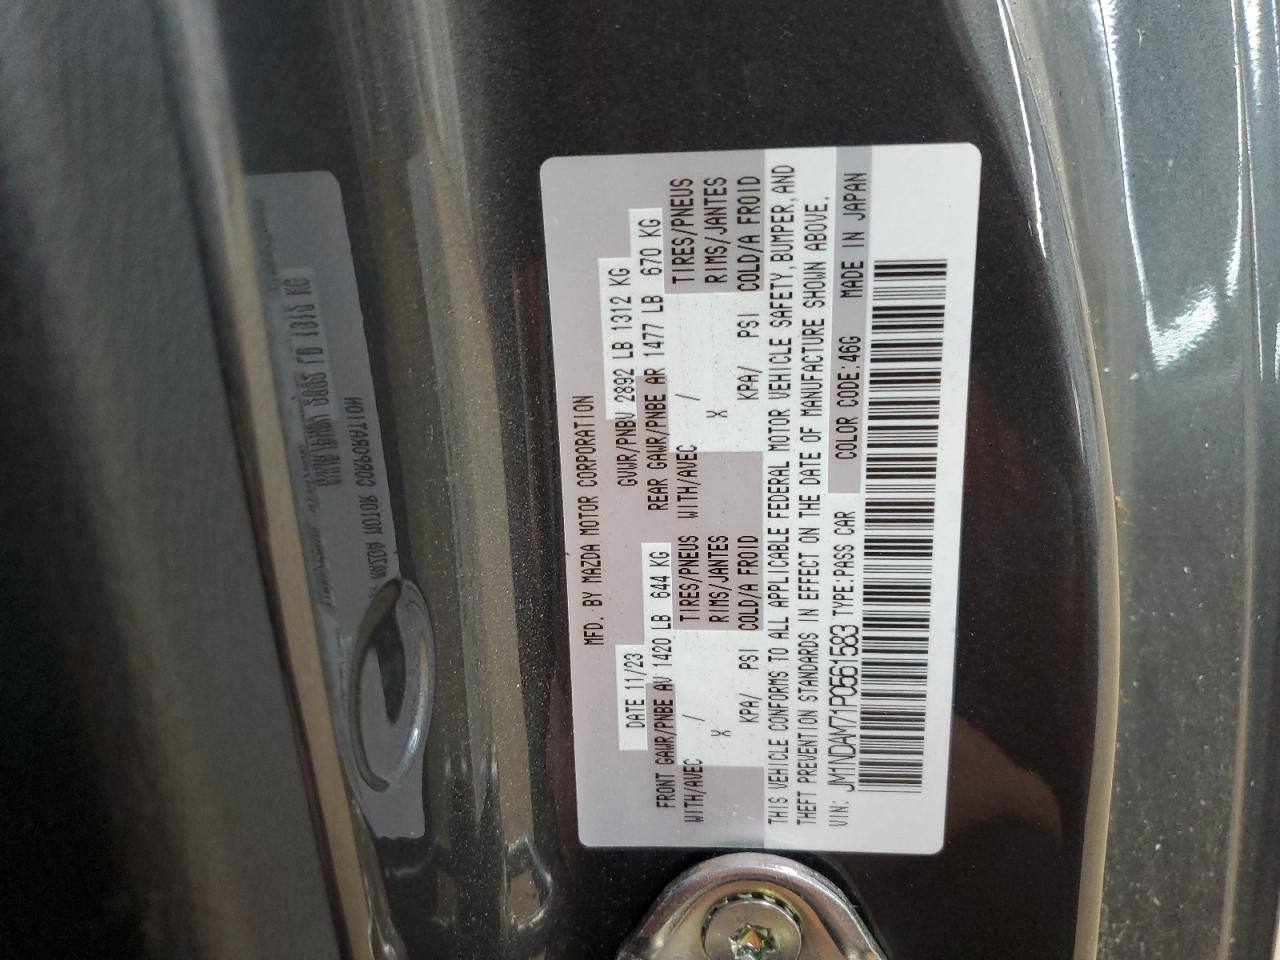 MFD. BY MAZDA MOTOR CORPORATION
DATE 11/23 GVWR/PNBV 2892 LB 1312 KG
FRONT GAWR/PNBE AV 1420 LB 644 KG REAR GAWR/PNBE AR 1477 LB 670 KG
WITH/AVEC / TIRES/PNEUS WITH/AVEC / TIRES/PNEUS
X RIMS/JANTES X RIMS/JANTES
KPA/ PSI COLD/A FROID KPA/ PSI COLD/A FROID
THIS VEHICLE CONFORMS TO ALL APPLICABLE FEDERAL MOTOR VEHICLE SAFETY, BUMPER, AND
THEFT PREVENTION STANDARDS IN EFFECT ON THE DATE OF MANUFACTURE SHOWN ABOVE.
VIN: JM1NDAM71PC561583 TYPE:PASS CAR COLOR CODE:46G MADE IN JAPAN